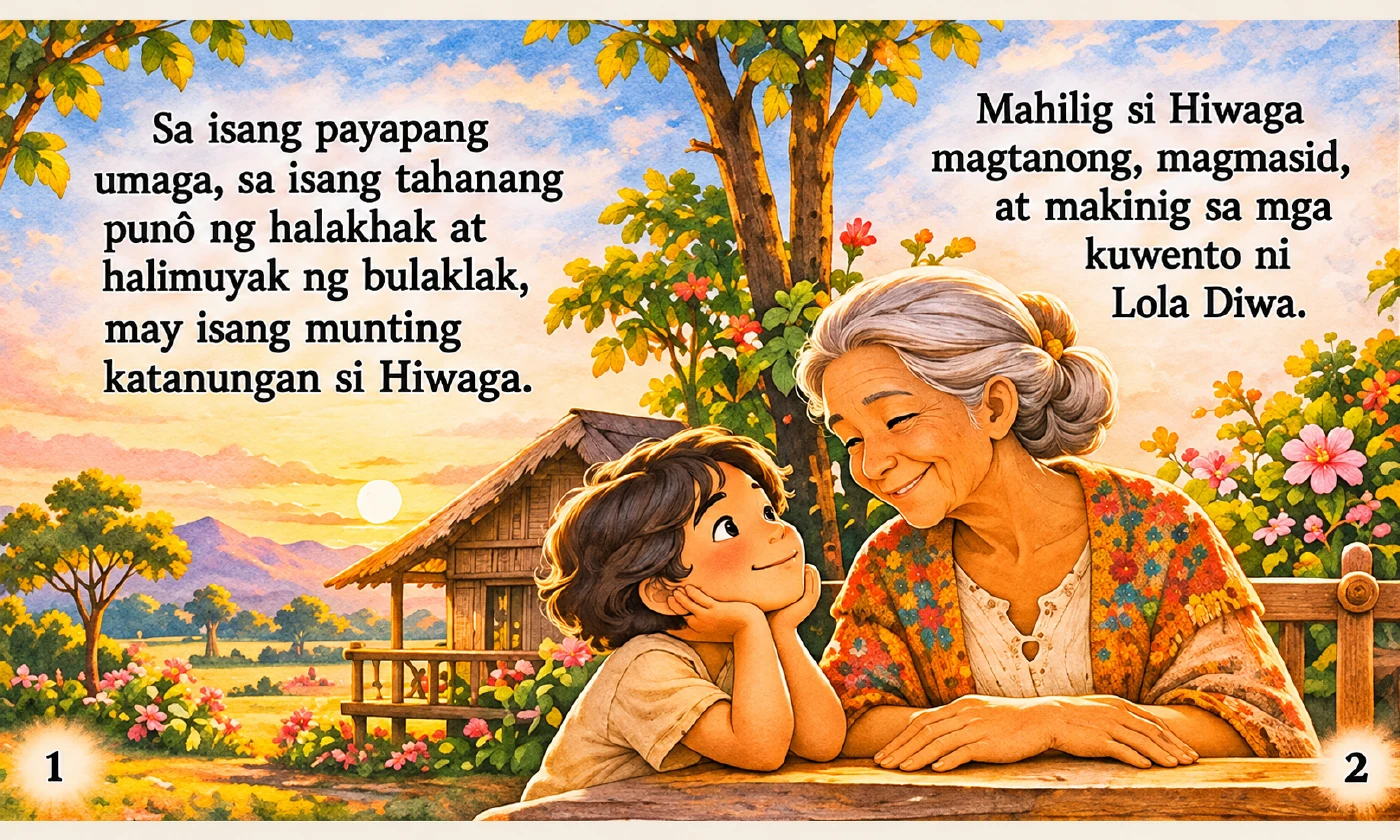 Sa isang payapang
umaga, sa isang tahanang
punô ng halakhak at
halimuyak ng bulaklak,
may isang munting
katanungan si Hiwaga.
1
Mahilig si Hiwaga
magtanong, magmasid,
at makinig sa mga
kuwento ni
Lola Diwa.
2